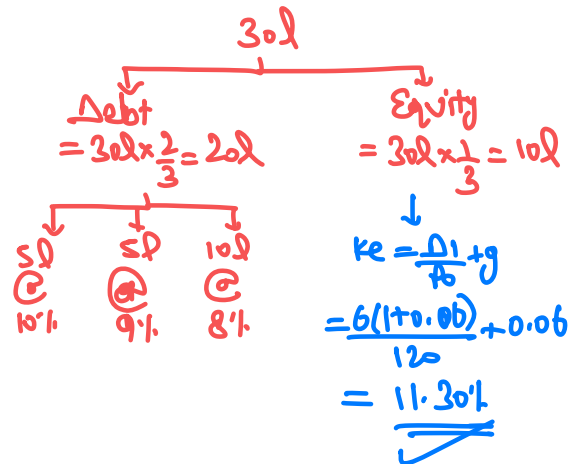 30l
Debt
= 30l × 2/3 = 20l
5l
@
10%
5l
@
9%
10l
@
8%
Equity
= 30l × 1/3 = 10l
Ke = D1/P0 + g
= 6(1+0.06)/120 + 0.06
= 11.30%